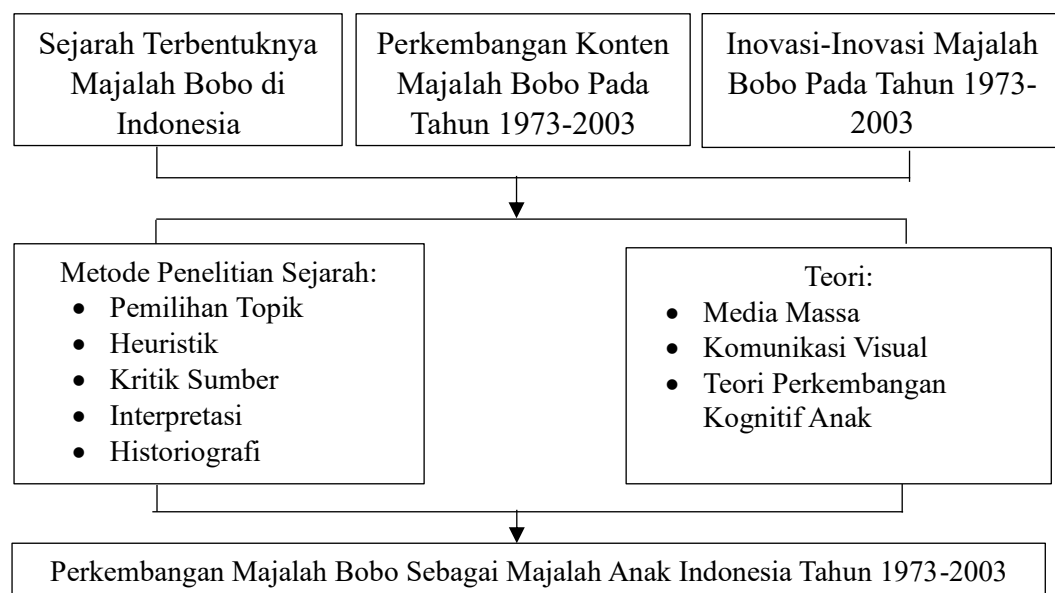 Sejarah Terbentuknya
Majalah Bobo di
Indonesia
Perkembangan Konten
Majalah Bobo Pada
Tahun 1973-2003
Inovasi-Inovasi Majalah
Bobo Pada Tahun 1973-
2003
Metode Penelitian Sejarah:
• Pemilihan Topik
• Heuristik
• Kritik Sumber
• Interpretasi
• Historiografi
Teori:
• Media Massa
• Komunikasi Visual
• Teori Perkembangan
Kognitif Anak
Perkembangan Majalah Bobo Sebagai Majalah Anak Indonesia Tahun 1973-2003